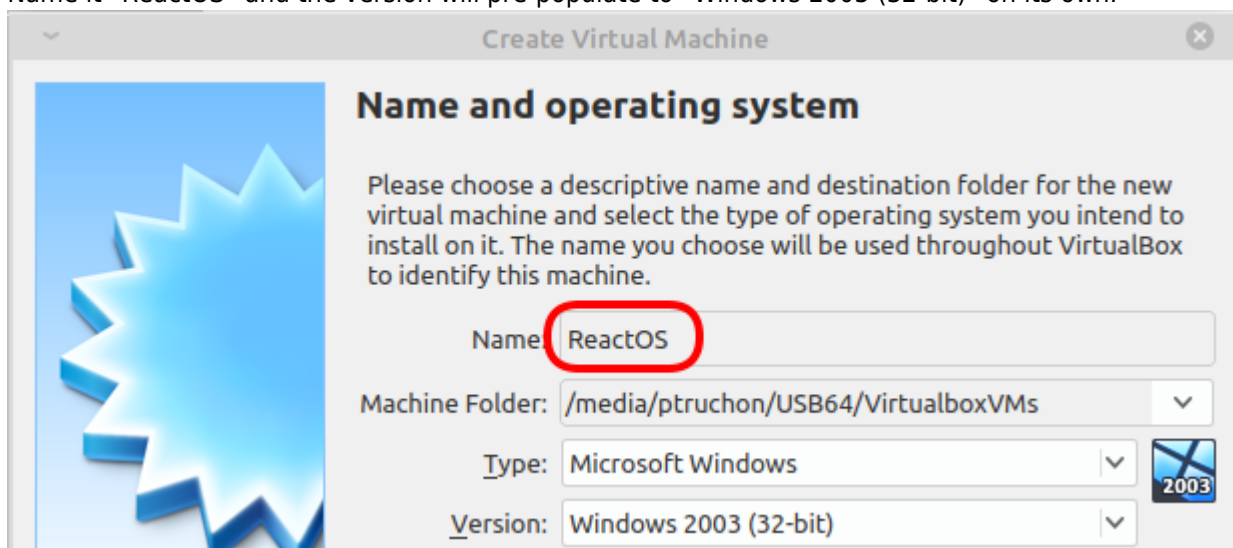 Name it "ReactOS" and the version will pre-populate to "Windows 2003 (32-bit)" on its own.
Create Virtual Machine
Name and operating system
Please choose a descriptive name and destination folder for the new
virtual machine and select the type of operating system you intend to
install on it. The name you choose will be used throughout VirtualBox
to identify this machine.
Name: ReactOS
Machine Folder: /media/ptruchon/USB64/VirtualboxVMs
Type: Microsoft Windows
2003
Version: Windows 2003 (32-bit)